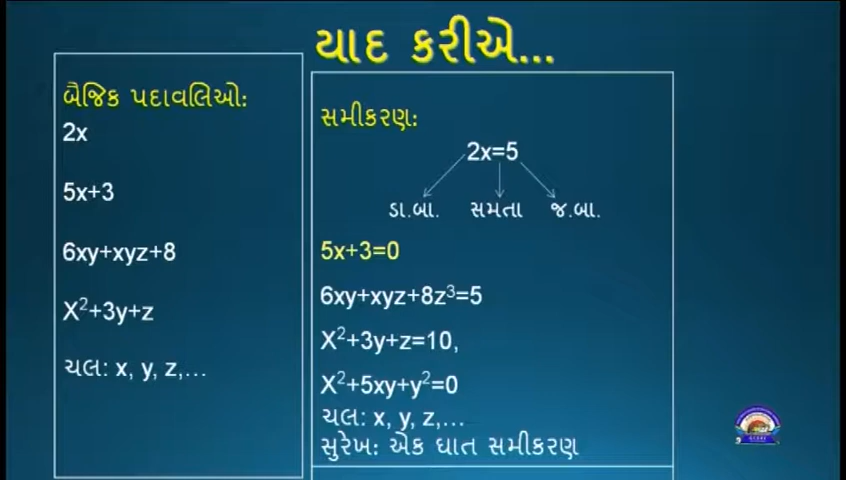 યાદ કરીએ...
બૈજિક પદાવલિઓ:
2x
5x+3
6xy+xyz+8
X²+3y+z
ચલ: x, y, z,...
સમીકરણ:
2x=5
ડા.બા. સમતા જ.બા.
5x+3=0
6xy+xyz+8z³=5
X²+3y+z=10,
X²+5xy+y²=0
ચલ: x, y, z,...
સુરેખ: એક ઘાત સમીકરણ